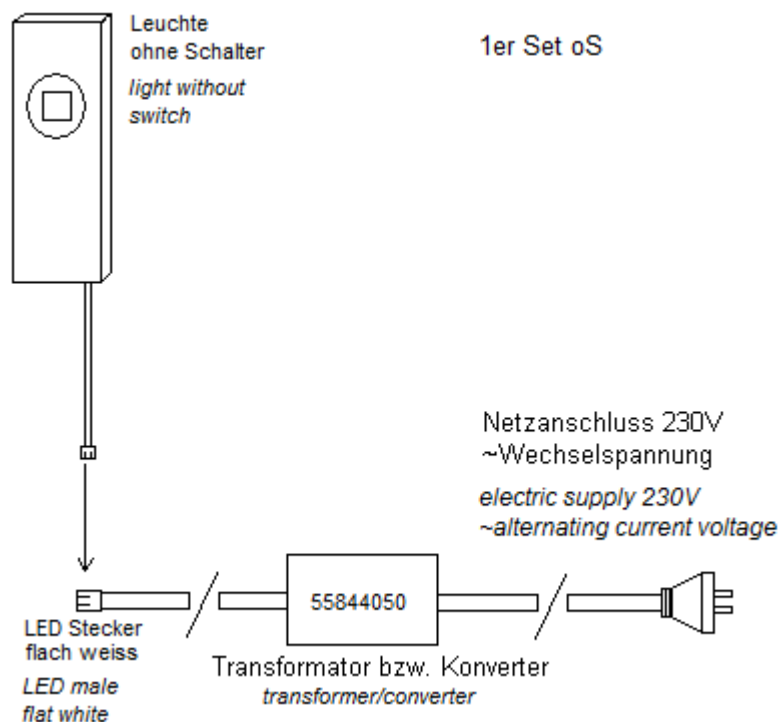 Leuchte
ohne Schalter
light without
switch
1er Set oS
Netzanschluss 230V
~Wechselspannung
electric supply 230V
~alternating current voltage
55844050
LED Stecker
flach weiss
LED male
flat white
Transformator bzw. Konverter
transformer/converter